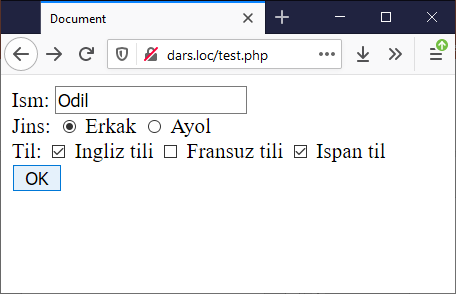 Document
dars.loc/test.php
Ism: Odil
Jins: Erkak Ayol
Til: Ingliz tili Fransuz tili Ispan til
OK